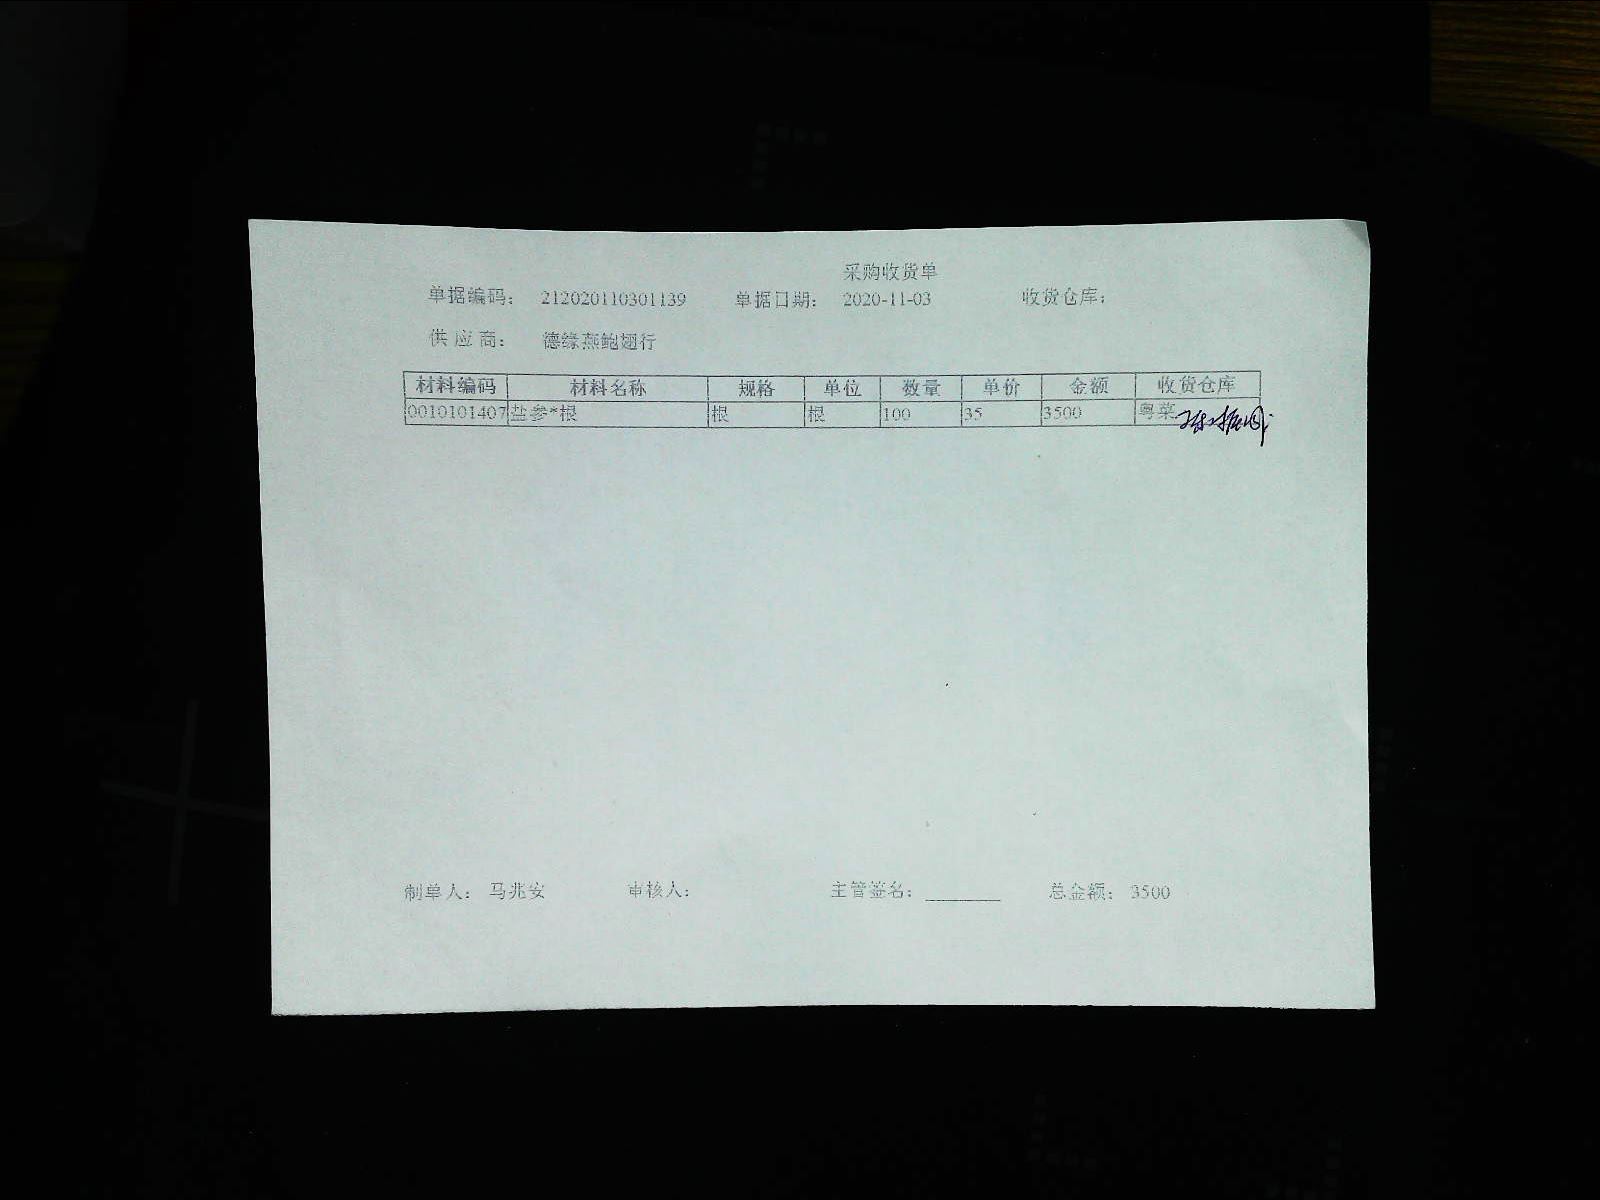 采购收货单
单据编码： 212020110301139 单据日期： 2020-11-03 收货仓库：
供应商： 德缘燕鲍翅行
材料编码 材料名称 规格 单位 数量 单价 金额 收货仓库
0010101407 盐参*根 根 根 100 35 3500 粤菜
制单人： 马兆安 审核人： 主管签名： 总金额： 3500